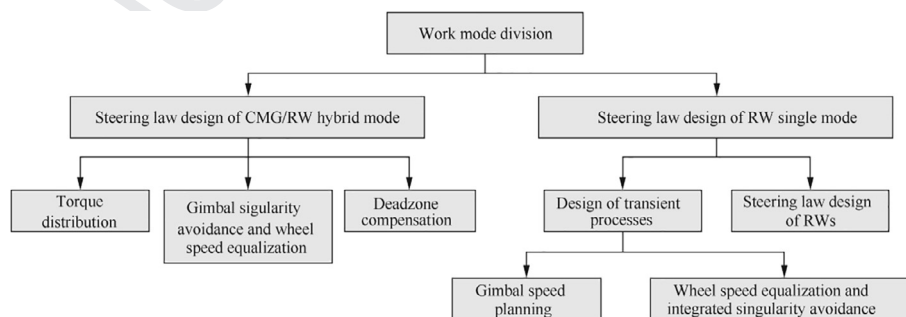 Work mode division
Steering law design of CMG/RW hybrid mode
Steering law design of RW single mode
Torque
distribution
Gimbal sigularity
avoidance and wheel
speed equalization
Deadzone
compensation
Design of transient
processes
Steering law design
of RWs
Gimbal speed
planning
Wheel speed equalization and
integrated singularity avoidance